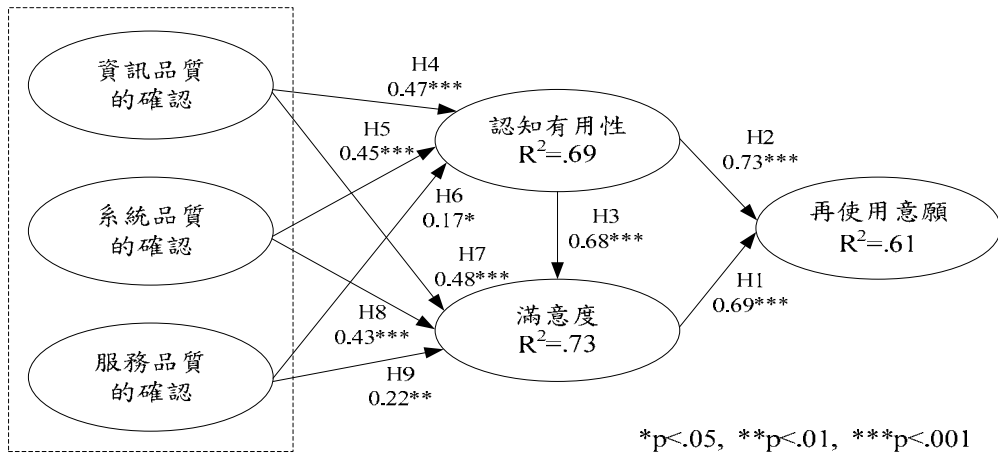 資訊品質
的確認
系統品質
的確認
服務品質
的確認
H4
0.47***
H5
0.45***
H6
0.17*
H7
0.48***
H8
0.43***
H9
0.22**
認知有用性
R²=.69
H3
0.68***
滿意度
R²=.73
H2
0.73***
H1
0.69***
再使用意願
R²=.61
*p<.05, **p<.01, ***p<.001